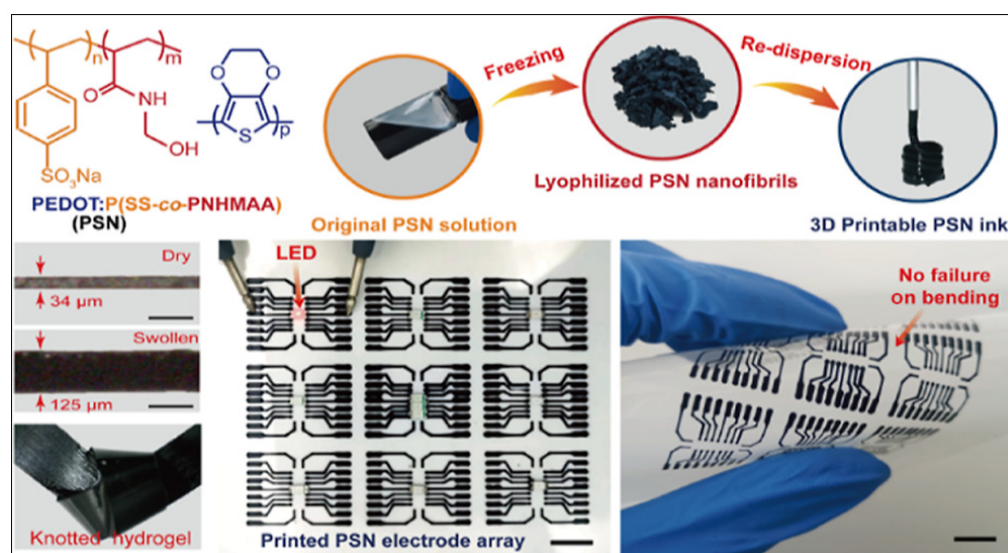 n
m
O
O
O
NH
OH
S
p
SO₃Na
PEDOT:P(SS-co-PNHMAA)
(PSN)
Freezing
Re-dispersion
Original PSN solution
Lyophilized PSN nanofibrils
3D Printable PSN ink
Dry
34 µm
Swollen
125 µm
Knotted hydrogel
LED
Printed PSN electrode array
No failure
on bending